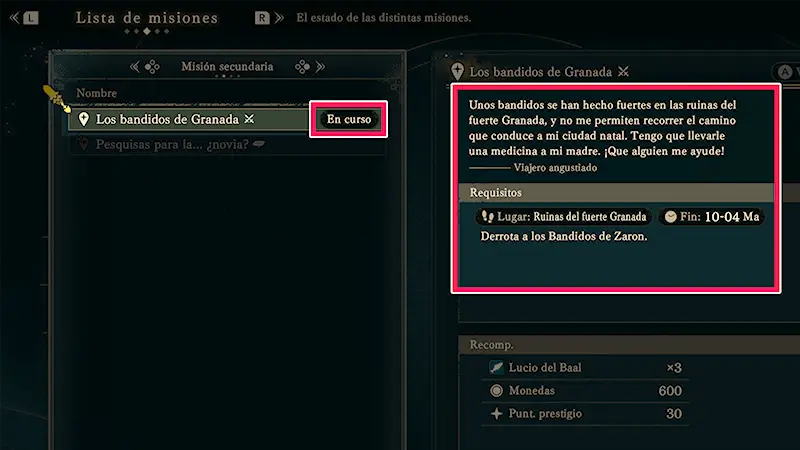 L
Lista de misiones
R
El estado de las distintas misiones.
Misión secundaria
Nombre
Los bandidos de Granada
En curso
Pesquisas para la... ¿novia?
Los bandidos de Granada
A
Unos bandidos se han hecho fuertes en las ruinas del
fuerte Granada, y no me permiten recorrer el camino
que conduce a mi ciudad natal. Tengo que llevarle
una medicina a mi madre. ¡Que alguien me ayude!
Viajero angustiado
Requisitos
Lugar: Ruinas del fuerte Granada
Fin: 10-04 Ma
Derrota a los Bandidos de Zaron.
Recomp.
Lucio del Baal ×3
Monedas 600
Punt. prestigio 30